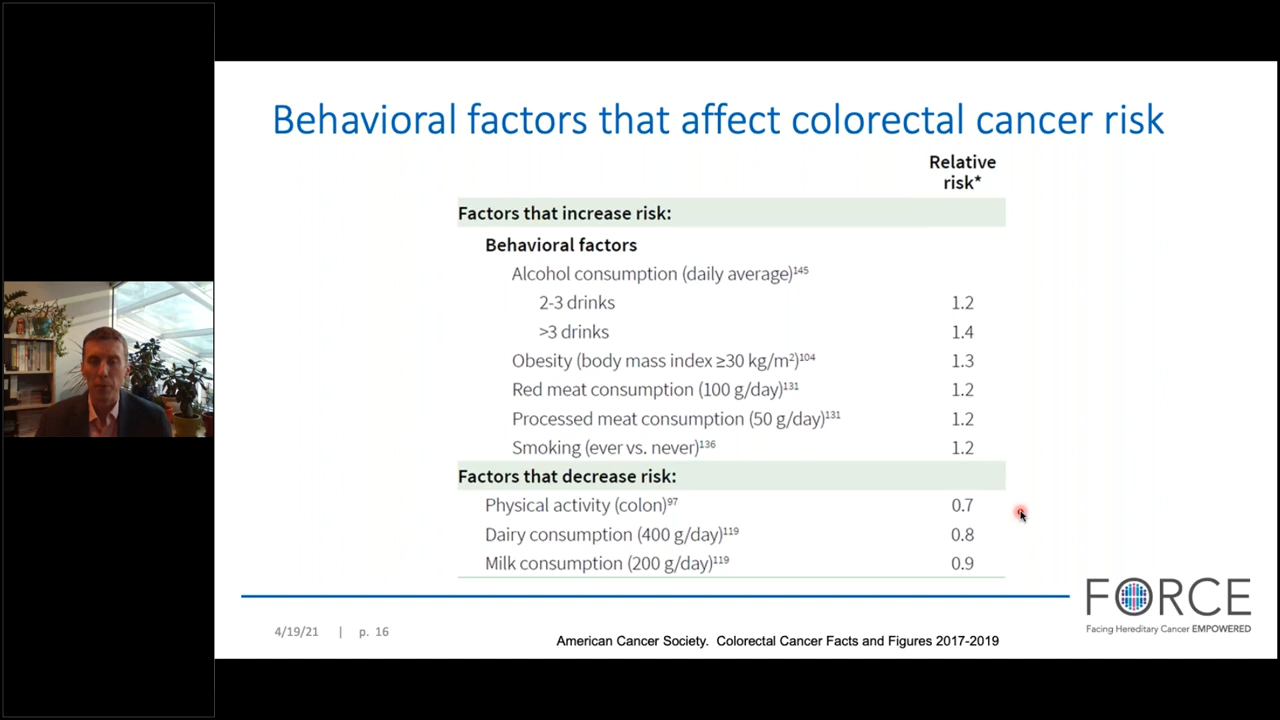 Behavioral factors that affect colorectal cancer risk
Relative
risk*
Factors that increase risk:
Behavioral factors
Alcohol consumption (daily average)145
2-3 drinks 1.2
>3 drinks 1.4
Obesity (body mass index ≥30 kg/m2)104 1.3
Red meat consumption (100 g/day)131 1.2
Processed meat consumption (50 g/day)131 1.2
Smoking (ever vs. never)136 1.2
Factors that decrease risk:
Physical activity (colon)97 0.7
Dairy consumption (400 g/day)119 0.8
Milk consumption (200 g/day)119 0.9
FORCE
Facing Hereditary Cancer EMPOWERED
4/19/21 | p. 16
American Cancer Society. Colorectal Cancer Facts and Figures 2017-2019